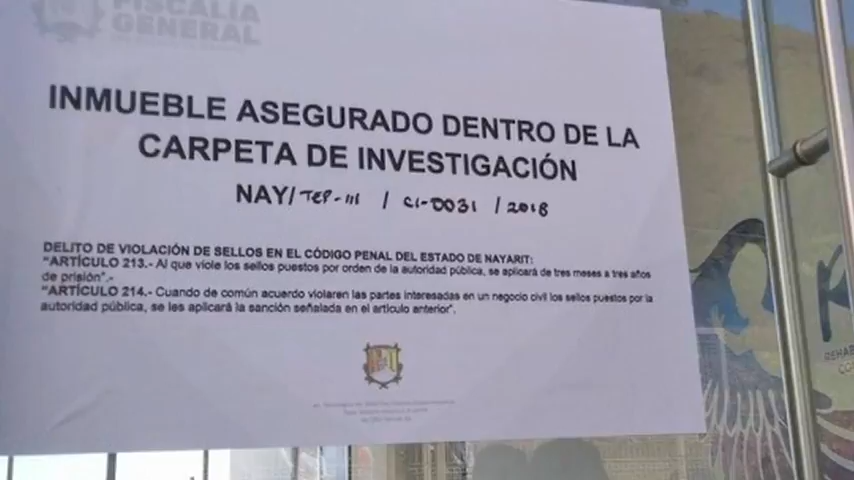 FISCALÍA
GENERAL
INMUEBLE ASEGURADO DENTRO DE LA
CARPETA DE INVESTIGACIÓN
NAY/TEP-III / CI-0031 /2018
DELITO DE VIOLACIÓN DE SELLOS EN EL CÓDIGO PENAL DEL ESTADO DE NAYARIT:
"ARTÍCULO 213.- Al que viole los sellos puestos por orden de la autoridad pública, se aplicará de tres meses a tres años
de prisión".-
"ARTÍCULO 214.- Cuando de común acuerdo violaren las partes interesadas en un negocio civil los sellos puestos por la
autoridad pública, se les aplicará la sanción señalada en el artículo anterior".
REHAB